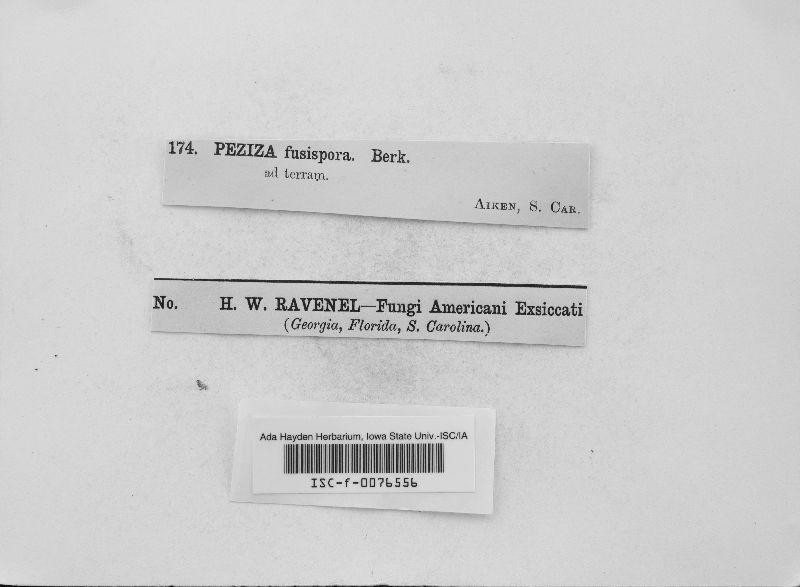 174. PEZIZA fusispora. Berk.
ad terram.
AIKEN, S. CAR.
No. H. W. RAVENEL—Fungi Americani Exsiccati
(Georgia, Florida, S. Carolina.)
Ada Hayden Herbarium, Iowa State Univ.-ISC/IA
ISC-f-0076556